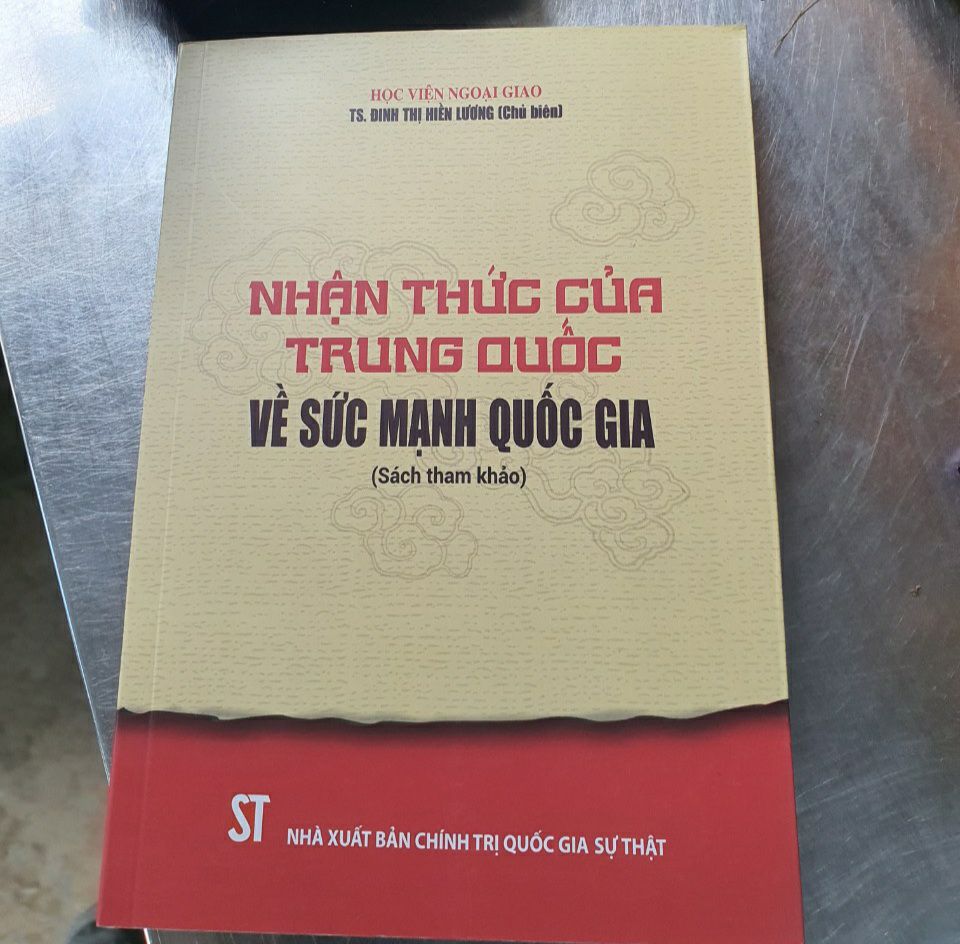 HỌC VIỆN NGOẠI GIAO
TS. ĐINH THỊ HIỀN LƯƠNG (Chủ biên)
NHẬN THỨC CỦA
TRUNG QUỐC
VỀ SỨC MẠNH QUỐC GIA
(Sách tham khảo)
ST NHÀ XUẤT BẢN CHÍNH TRỊ QUỐC GIA SỰ THẬT